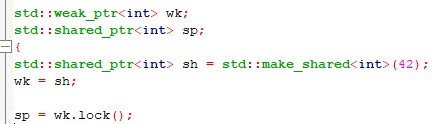 std::weak_ptr<int> wk;
std::shared_ptr<int> sp;
{
std::shared_ptr<int> sh = std::make_shared<int>(42);
wk = sh;
sp = wk.lock();